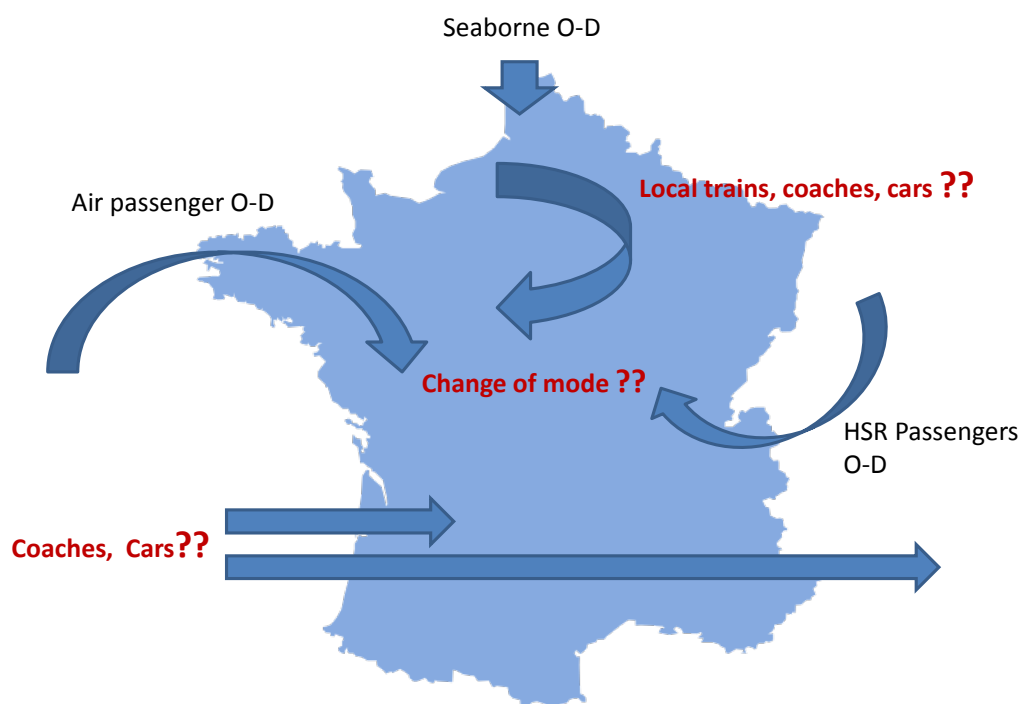 Seaborne O-D
Local trains, coaches, cars ??
Air passenger O-D
Change of mode ??
HSR Passengers
O-D
Coaches,  Cars??